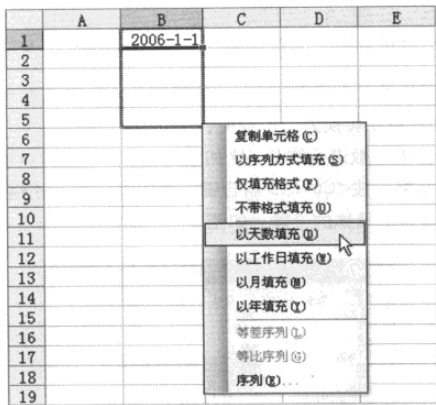 A B C D E
1 2006-1-1
2
3
4
5
6
7
8
9
10
11
12
13
14
15
16
17
18
19
复制单元格(C)
以序列方式填充(S)
仅填充格式(F)
不带格式填充(O)
以天数填充(D)
以工作日填充(W)
以月填充(M)
以年填充(Y)
等差序列(L)
等比序列(G)
序列(E)...